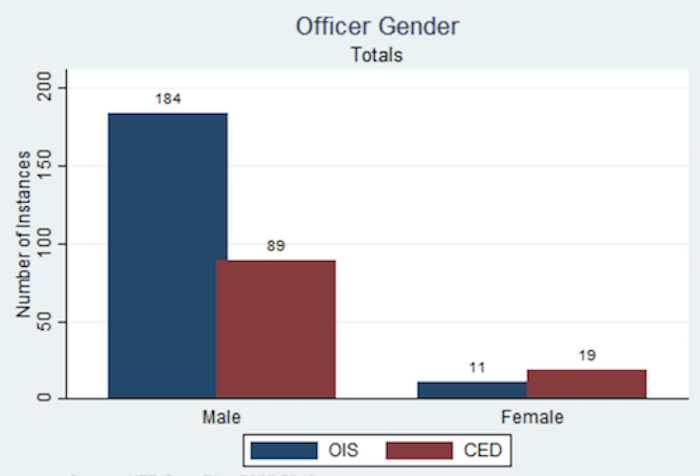 Officer Gender
Totals
Number of Instances
200
150
100
50
0
184
89
11
19
Male Female
OIS CED